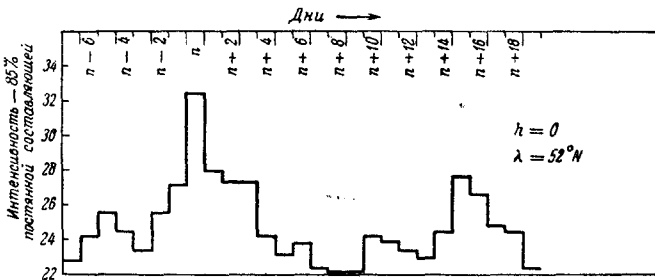 Дни →
Интенсивность — 85%
постоянной составляющей
n − 6
n − 4
n − 2
n
n + 2
n + 4
n + 6
n + 8
n + 10
n + 12
n + 14
n + 16
n + 18
34
32
30
28
26
24
22
h = 0
λ = 52°N